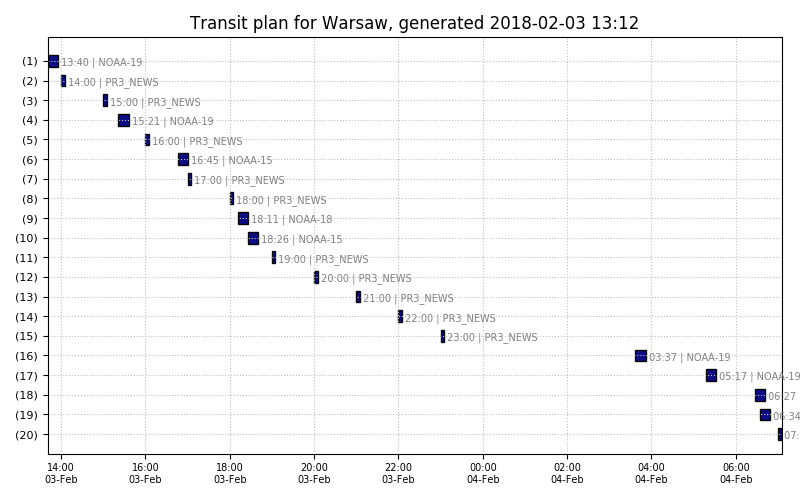 Transit plan for Warsaw, generated 2018-02-03 13:12
(1) 13:40 | NOAA-19
(2) 14:00 | PR3_NEWS
(3) 15:00 | PR3_NEWS
(4) 15:21 | NOAA-19
(5) 16:00 | PR3_NEWS
(6) 16:45 | NOAA-15
(7) 17:00 | PR3_NEWS
(8) 18:00 | PR3_NEWS
(9) 18:11 | NOAA-18
(10) 18:26 | NOAA-15
(11) 19:00 | PR3_NEWS
(12) 20:00 | PR3_NEWS
(13) 21:00 | PR3_NEWS
(14) 22:00 | PR3_NEWS
(15) 23:00 | PR3_NEWS
(16) 03:37 | NOAA-19
(17) 05:17 | NOAA-19
(18) 06:27
(19) 06:34
(20) 07:
14:00 16:00 18:00 20:00 22:00 00:00 02:00 04:00 06:00
03-Feb 03-Feb 03-Feb 03-Feb 03-Feb 04-Feb 04-Feb 04-Feb 04-Feb